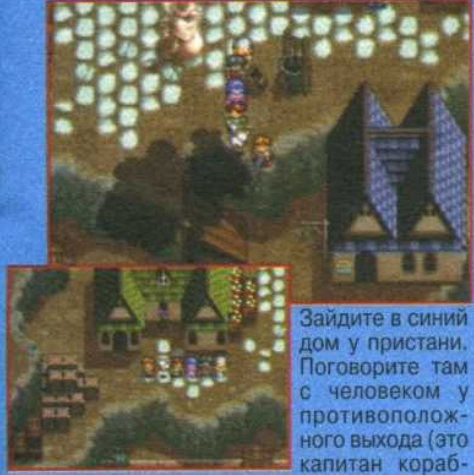 Зайдите в синий
дом у пристани.
Поговорите там
с человеком у
противополож-
ного выхода (это
капитан кораб-